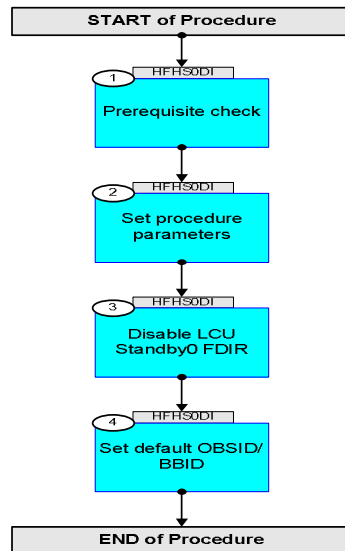 START of Procedure
HFHS0DI
1
Prerequisite check
HFHS0DI
2
Set procedure
parameters
HFHS0DI
3
Disable LCU
Standby0 FDIR
HFHS0DI
4
Set default OBSID/
BBID
END of Procedure